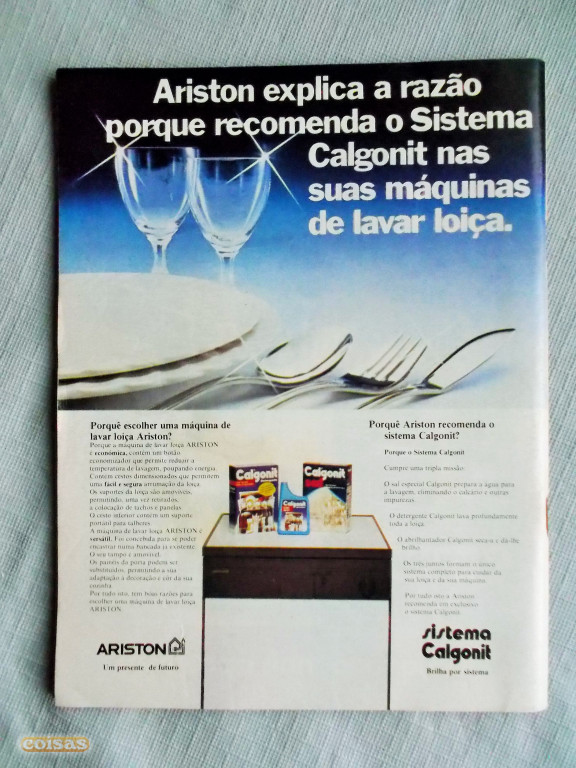 Ariston explica a razão
porque recomenda o Sistema
Calgonit nas
suas máquinas
de lavar loiça.
Porquê escolher uma máquina de
lavar loiça Ariston?
Porque a máquina de lavar loiça ARISTON
é económica, contém um botão
economizador que permite reduzir a
temperatura de lavagem, poupando energia.
Contém cestos dimensionados que permitem
uma fácil e segura arrumação da loiça.
Os suportes da loiça são amovíveis,
permitindo, uma vez retirados,
a colocação de tachos e panelas.
O cesto inferior contém um suporte
portátil para talheres.
A máquina de lavar loiça ARISTON é
versátil. Foi concebida para se poder
encastrar numa bancada já existente.
O seu tampo é amovível.
Os painéis da porta podem ser
substituídos, permitindo a sua
adaptação à decoração e cor da sua
cozinha.
Por tudo isto, tem boas razões para
escolher uma máquina de lavar loiça
ARISTON.
ARISTON
Um presente de futuro
Calgonit
Calgonit
Calgonit
Porquê Ariston recomenda o
sistema Calgonit?
Porque o Sistema Calgonit
Cumpre uma tripla missão:
O sal especial Calgonit prepara a água para
a lavagem, eliminando o calcário e outras
impurezas.
O detergente Calgonit lava profundamente
toda a loiça.
O abrilhantador Calgonit seca-a e dá-lhe
brilho.
Os três juntos formam o único
sistema completo para cuidar da
sua loiça e da sua máquina.
Por tudo isto a Ariston
recomenda em exclusivo
o sistema Calgonit.
sistema
Calgonit
Brilha por sistema
coisas